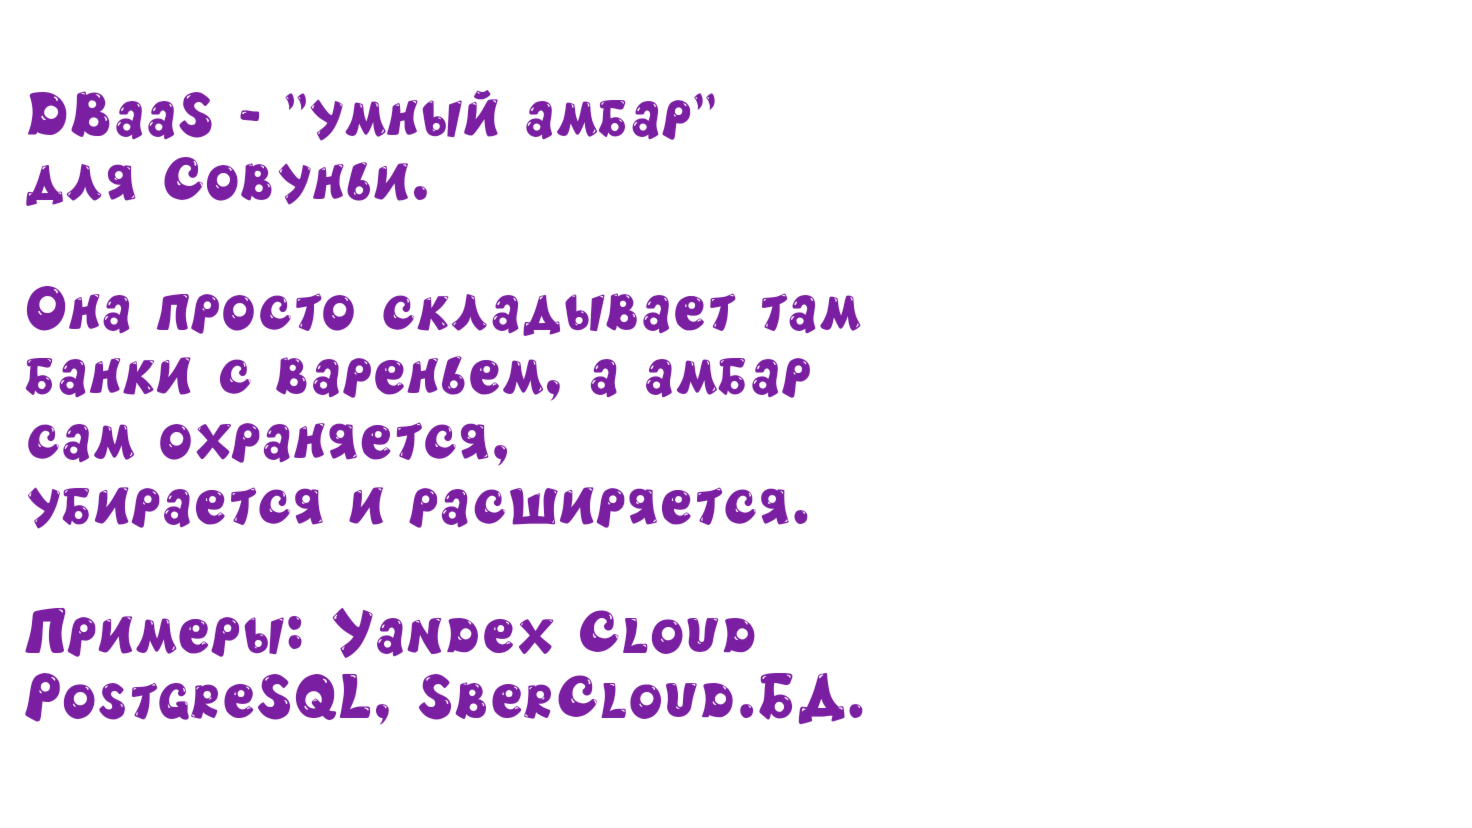 DBaaS - "умный амбар"
для Совуньи.
Она просто складывает там
банки с вареньем, а амбар
сам охраняется,
убирается и расширяется.
Примеры: Yandex Cloud
PostgreSQL, SberCloud.БД.